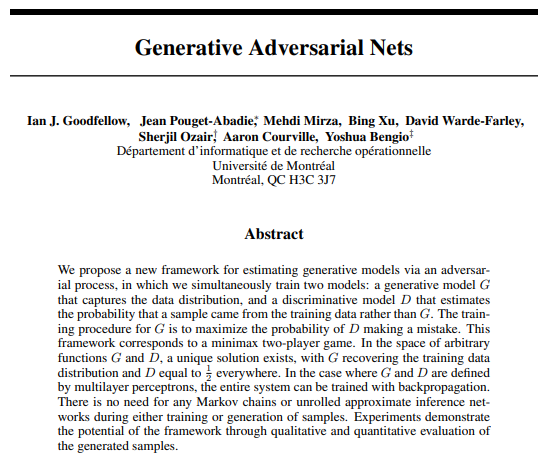 Generative Adversarial Nets
Ian J. Goodfellow, Jean Pouget-Abadie,* Mehdi Mirza, Bing Xu, David Warde-Farley,
Sherjil Ozair,† Aaron Courville, Yoshua Bengio‡
Département d'informatique et de recherche opérationnelle
Université de Montréal
Montréal, QC H3C 3J7
Abstract
We propose a new framework for estimating generative models via an adversar-
ial process, in which we simultaneously train two models: a generative model G
that captures the data distribution, and a discriminative model D that estimates
the probability that a sample came from the training data rather than G. The train-
ing procedure for G is to maximize the probability of D making a mistake. This
framework corresponds to a minimax two-player game. In the space of arbitrary
functions G and D, a unique solution exists, with G recovering the training data
distribution and D equal to 1/2 everywhere. In the case where G and D are defined
by multilayer perceptrons, the entire system can be trained with backpropagation.
There is no need for any Markov chains or unrolled approximate inference net-
works during either training or generation of samples. Experiments demonstrate
the potential of the framework through qualitative and quantitative evaluation of
the generated samples.